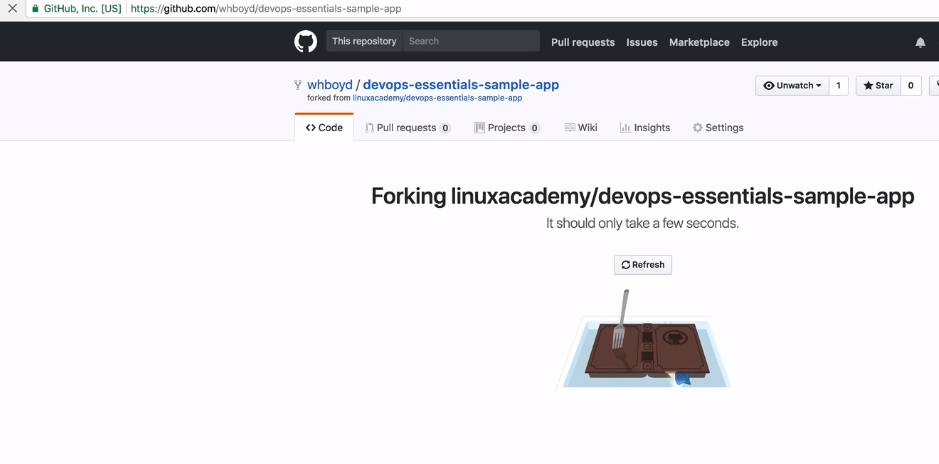 GitHub, Inc. [US] https://github.com/whboyd/devops-essentials-sample-app
This repository Search Pull requests Issues Marketplace Explore
whboyd / devops-essentials-sample-app Unwatch 1 Star 0
forked from linuxacademy/devops-essentials-sample-app
<> Code Pull requests 0 Projects 0 Wiki Insights Settings
Forking linuxacademy/devops-essentials-sample-app
It should only take a few seconds.
Refresh